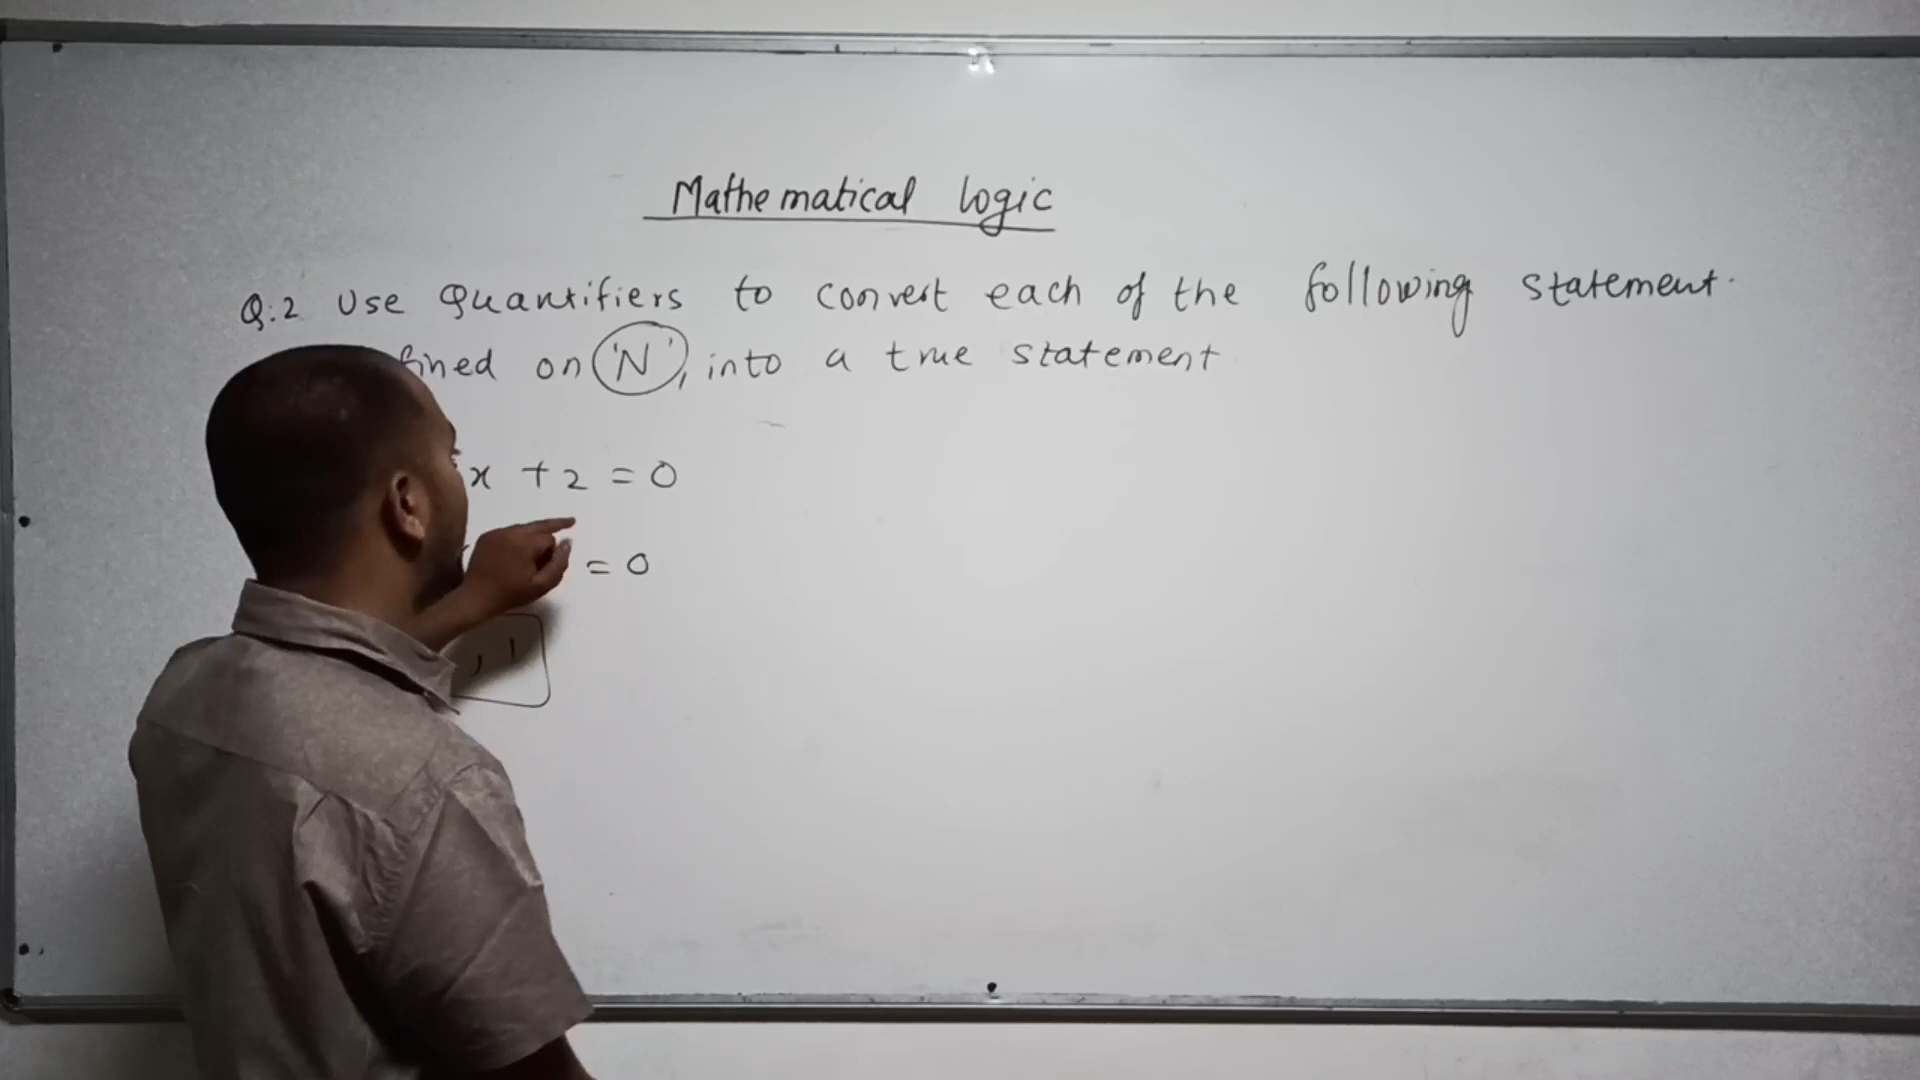 Mathematical logic
Q.2 Use Quantifiers to convert each of the following statement.
fined on 'N', into a true statement
x + 2 = 0
= 0
, 1